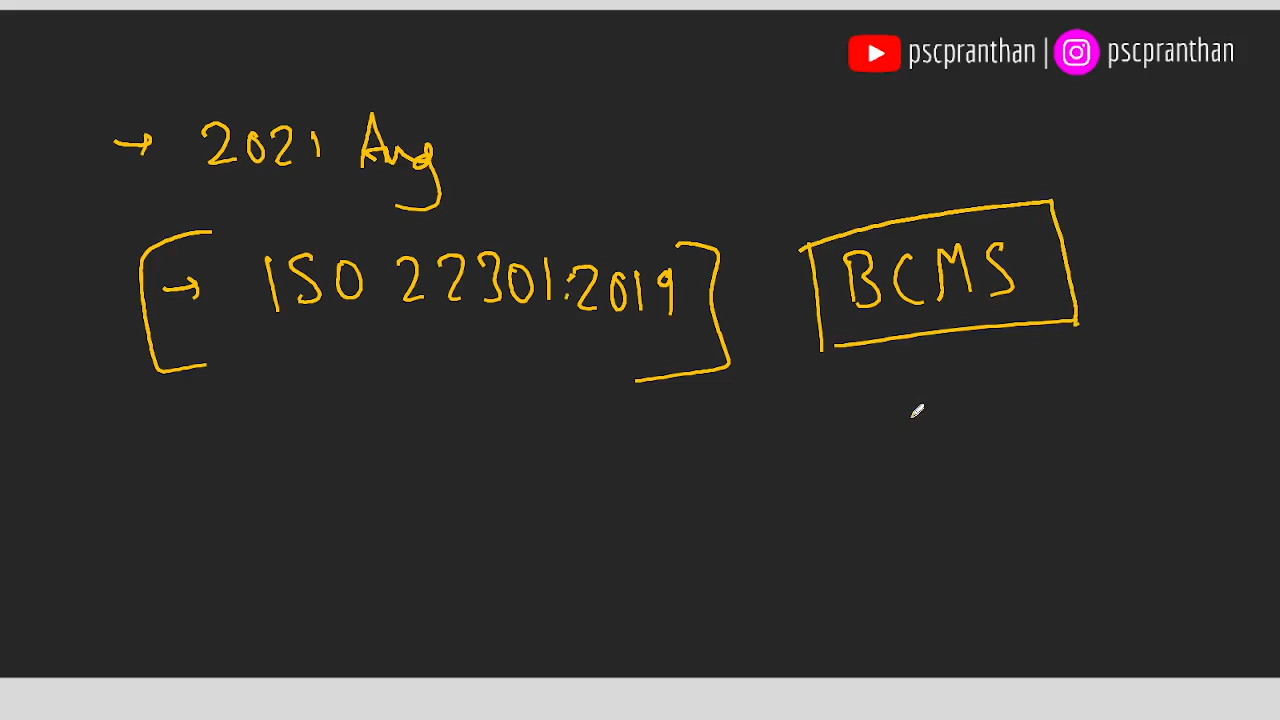 pscpranthan | pscpranthan
→ 2021 Aug
→ ISO 22301:2019
BCMS